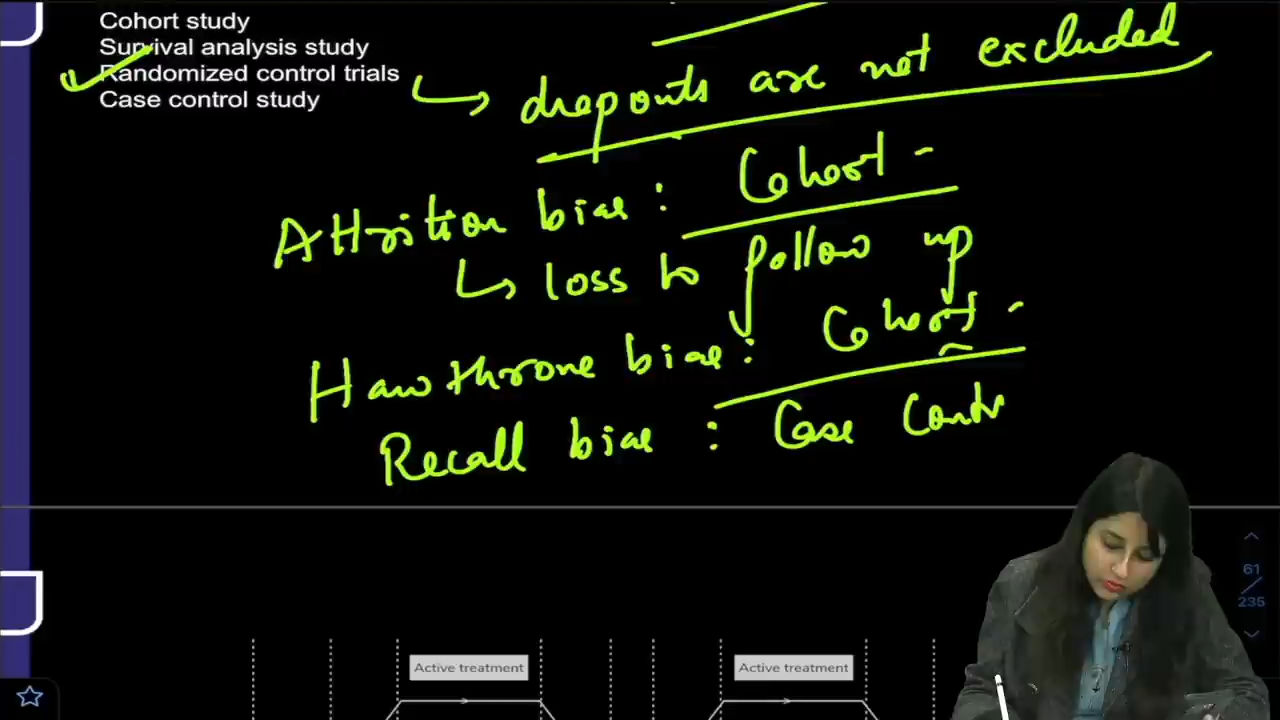 Cohort study
Survival analysis study
Randomized control trials
Case control study
↳ dropouts are not excluded
Attrition bias : Cohort -
↳ loss to follow up
Hawthrone bias : Cohort -
Recall bias : Case Contr
61
235
Active treatment
Active treatment